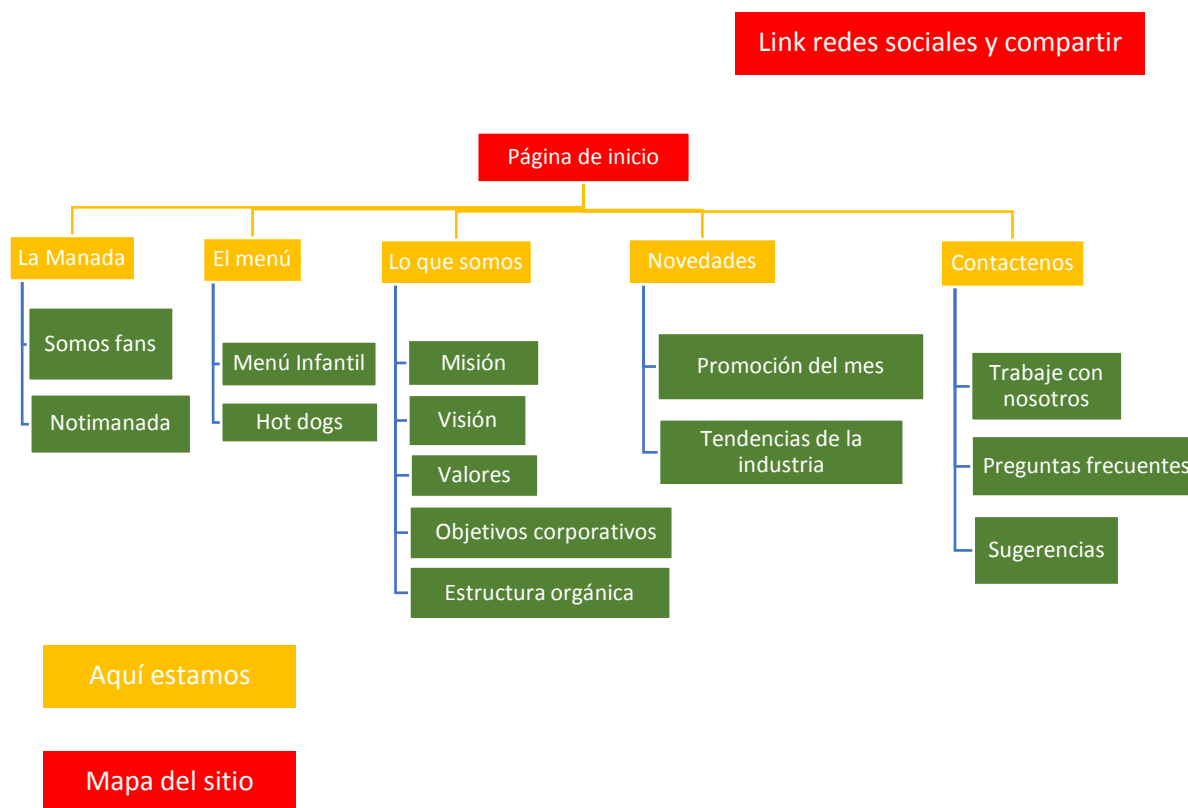 Link redes sociales y compartir
Página de inicio
La Manada
El menú
Lo que somos
Novedades
Contactenos
Somos fans
Notimanada
Menú Infantil
Hot dogs
Misión
Visión
Valores
Objetivos corporativos
Estructura orgánica
Promoción del mes
Tendencias de la
industria
Trabaje con
nosotros
Preguntas frecuentes
Sugerencias
Aquí estamos
Mapa del sitio